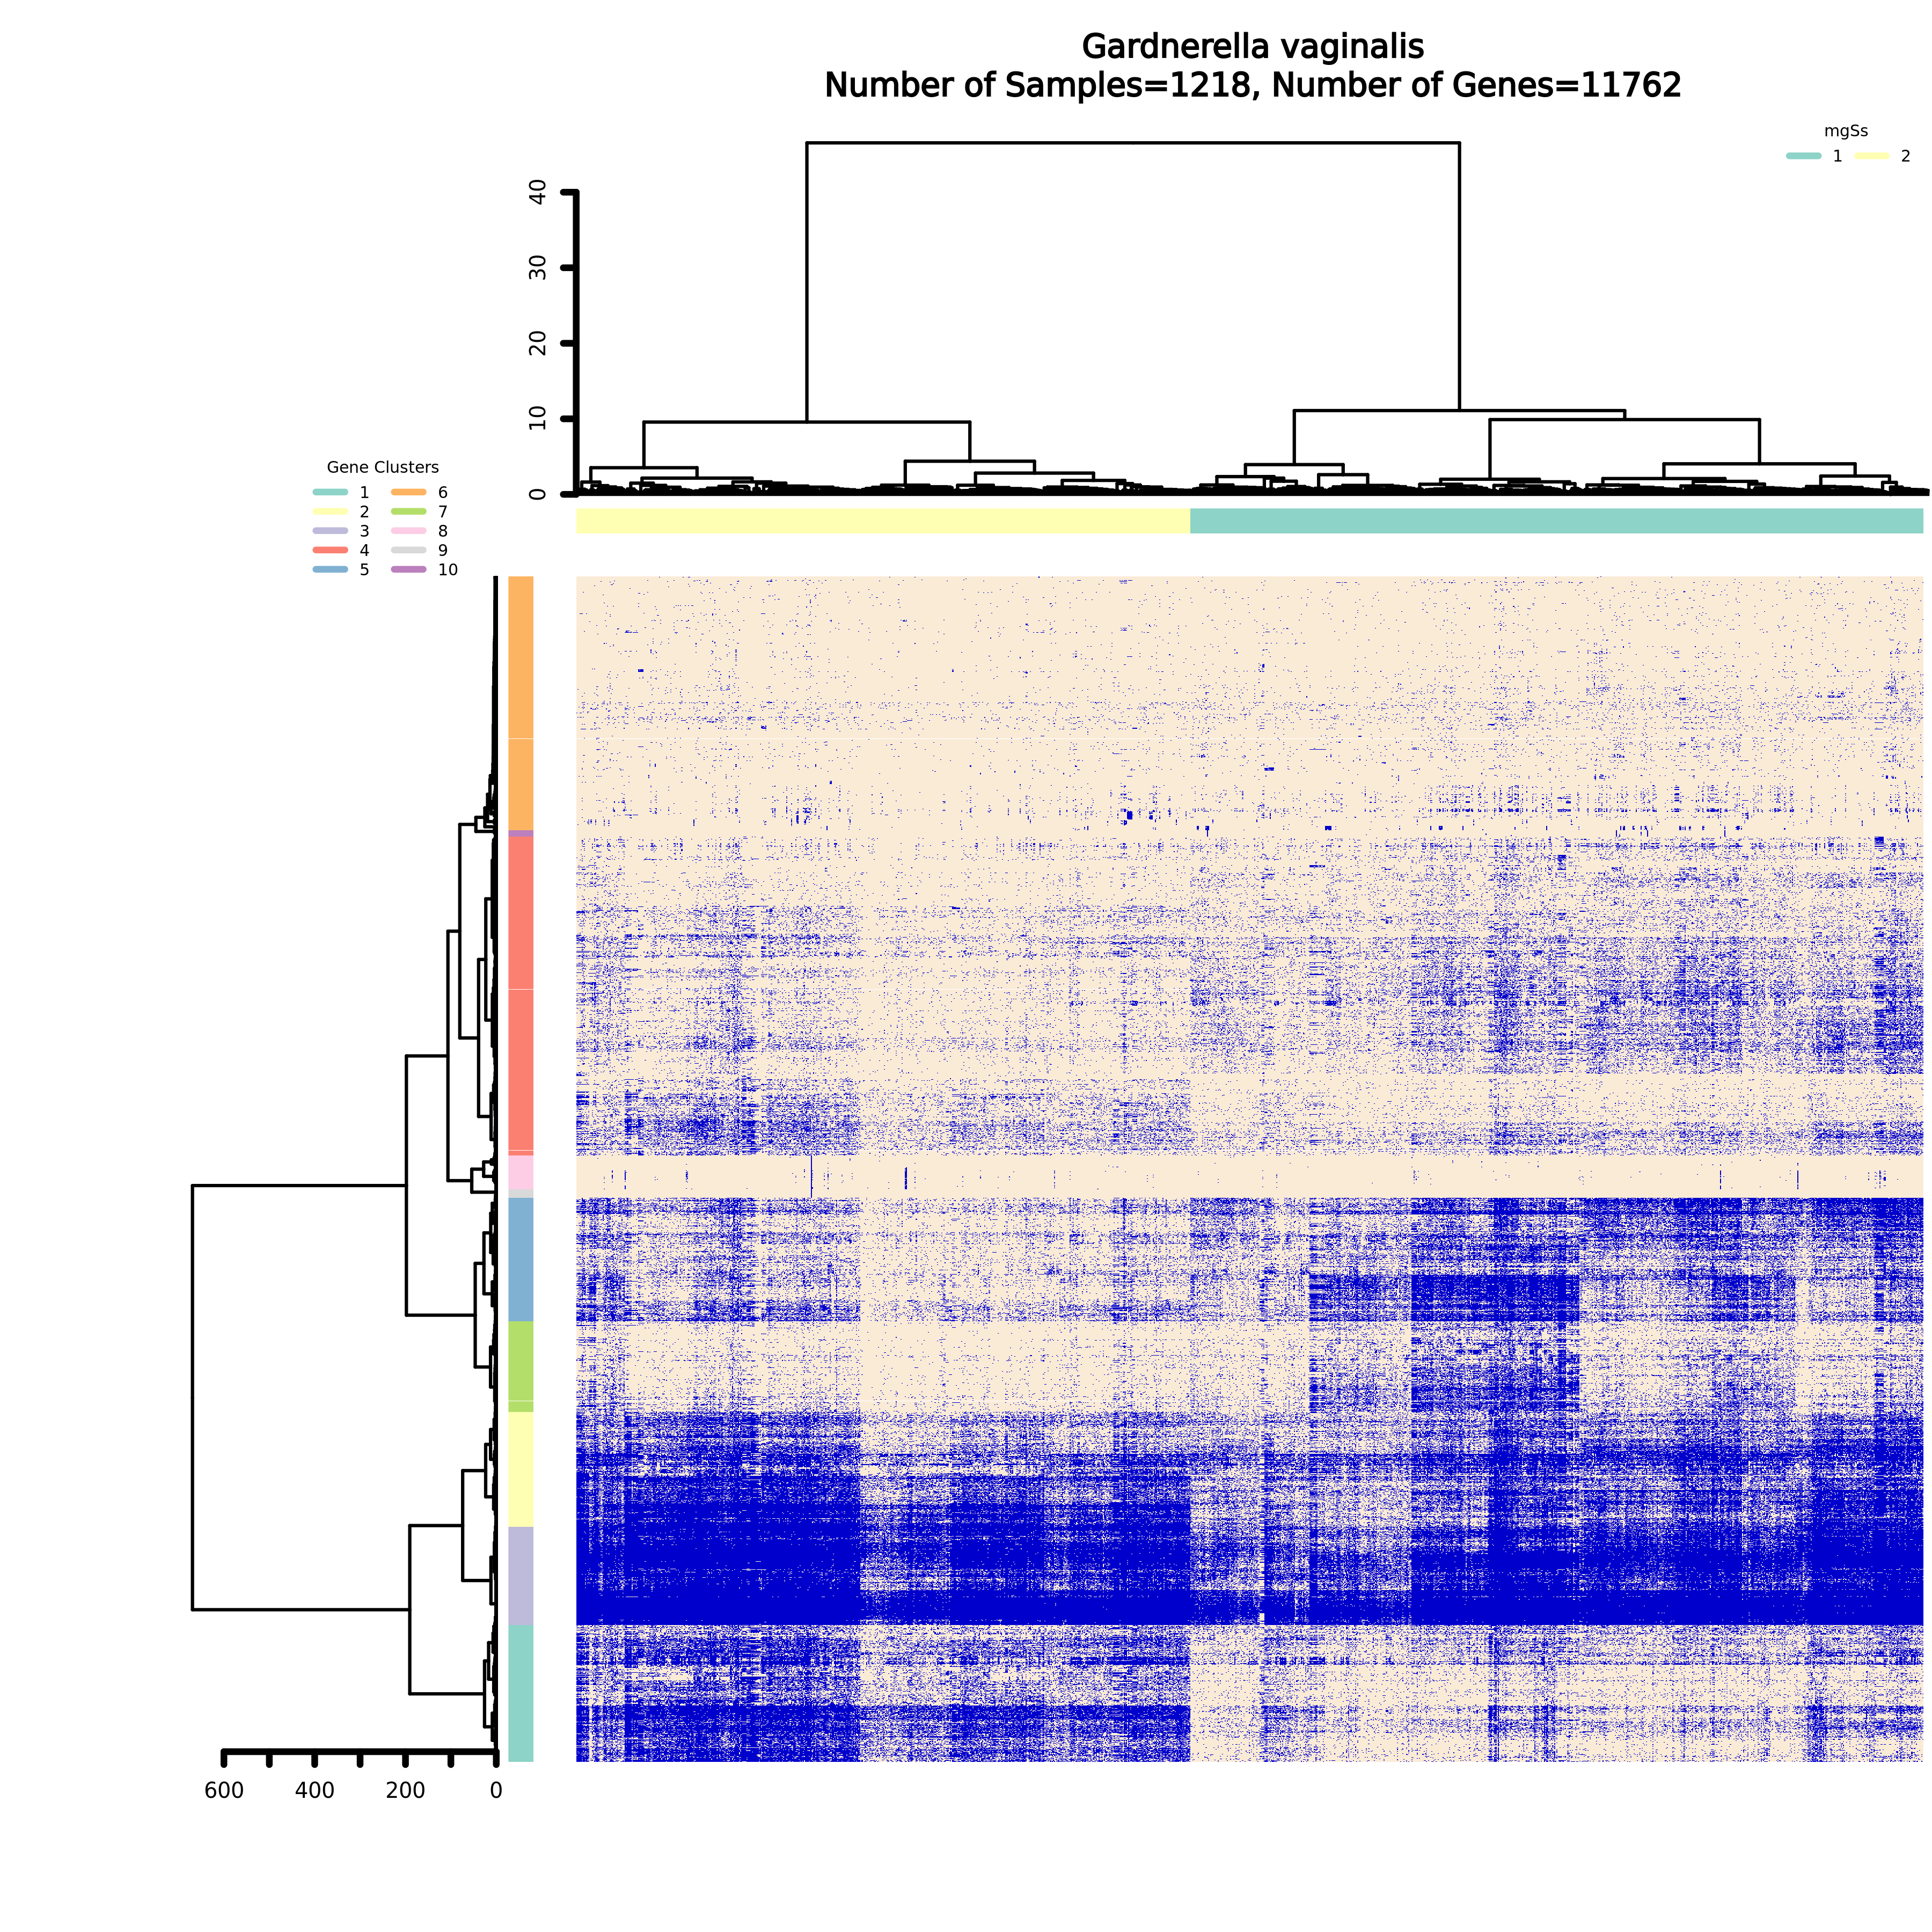 Gardnerella vaginalis
Number of Samples=1218, Number of Genes=11762
mgSs
1 2
40
30
20
10
0
Gene Clusters
1 6
2 7
3 8
4 9
5 10
600 400 200 0